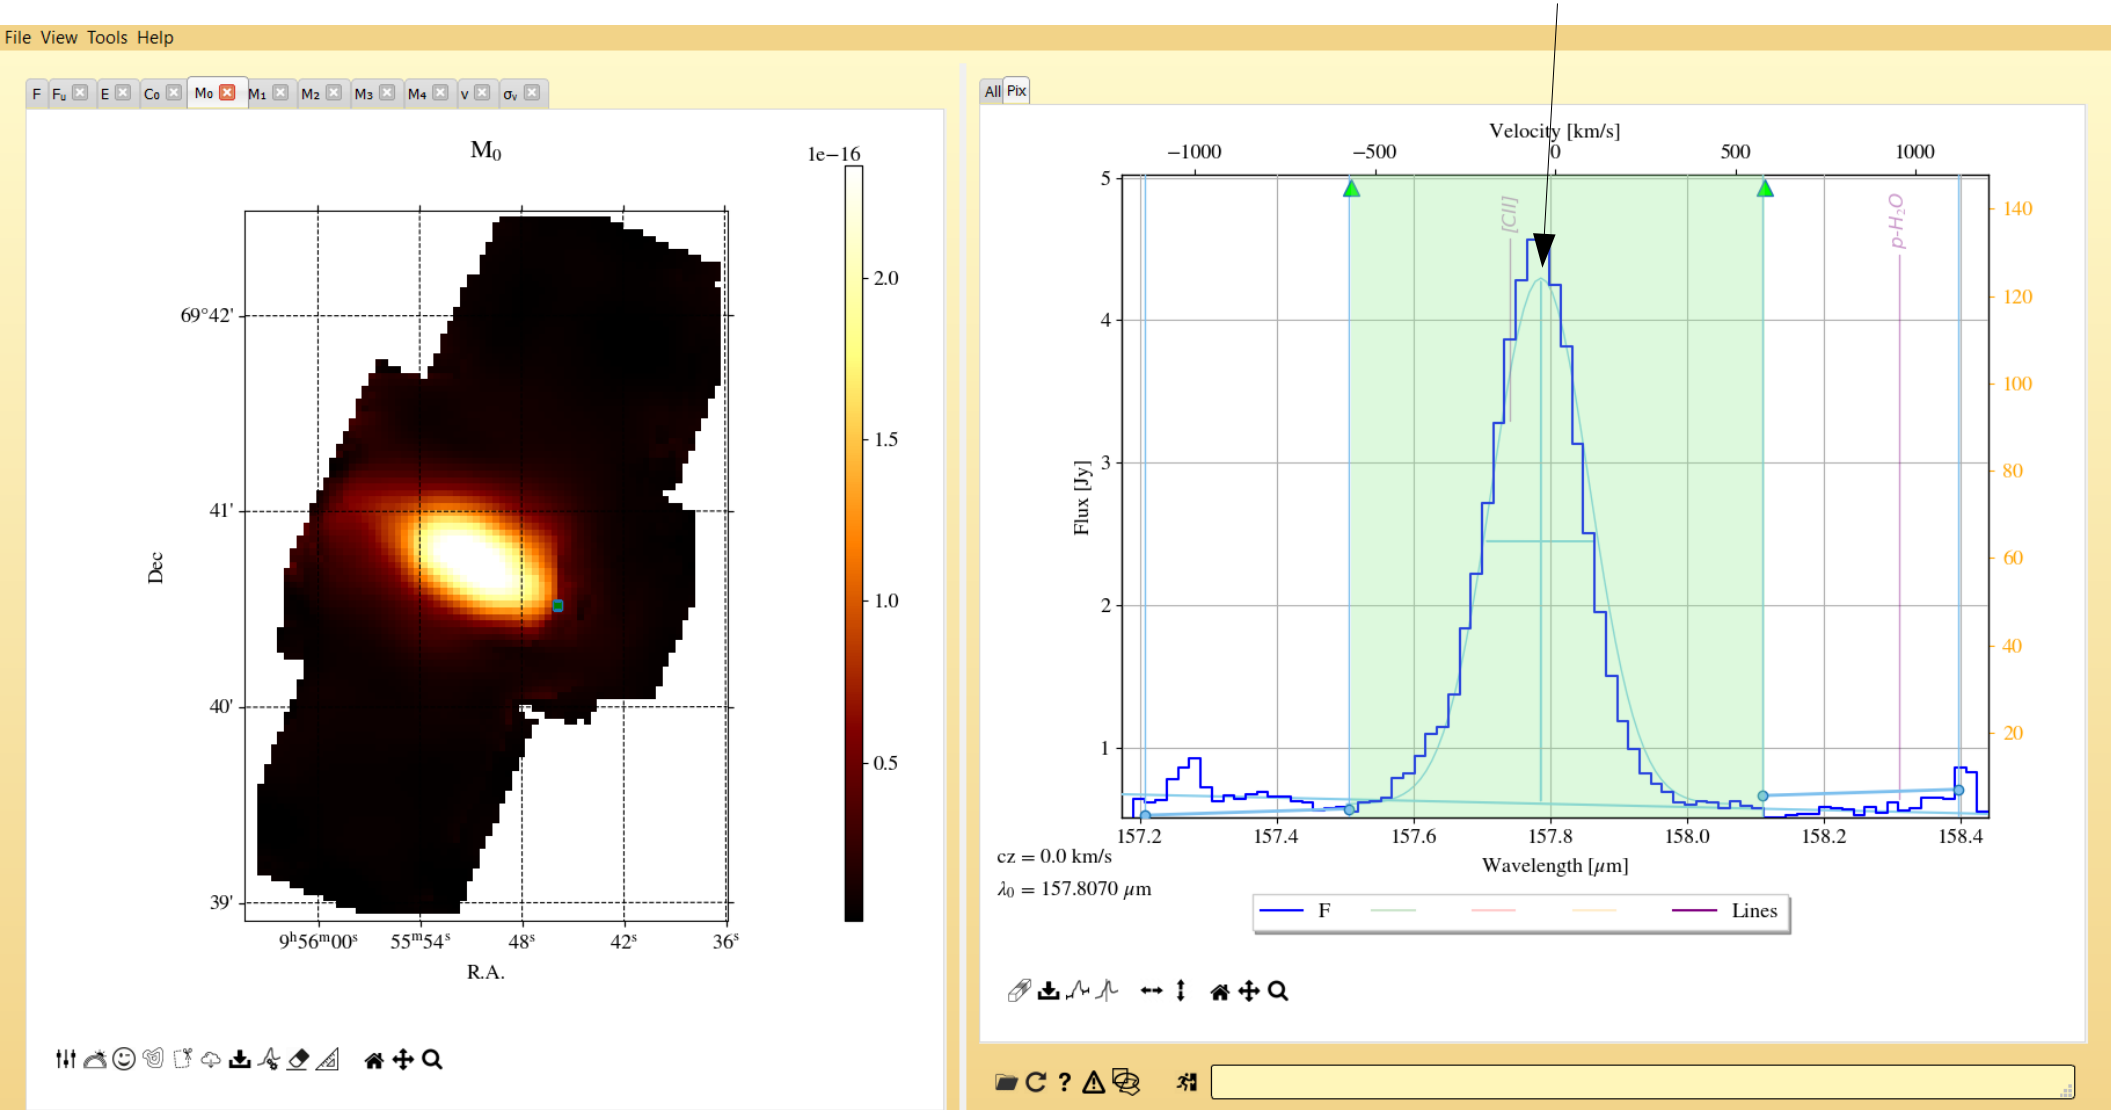 File View Tools Help
F Fᵤ E C₀ M₀ M₁ M₂ M₃ M₄ v σᵥ
M₀
1e−16
2.0
1.5
1.0
0.5
69°42'
41'
40'
39'
Dec
9ʰ56ᵐ00ˢ 55ᵐ54ˢ 48ˢ 42ˢ 36ˢ
R.A.
All Pix
Velocity [km/s]
−1000 −500 0 500 1000
5
4
3
2
1
Flux [Jy]
[CII]
p-H₂O
140
120
100
80
60
40
20
157.2 157.4 157.6 157.8 158.0 158.2 158.4
Wavelength [μm]
cz = 0.0 km/s
λ₀ = 157.8070 μm
F Lines